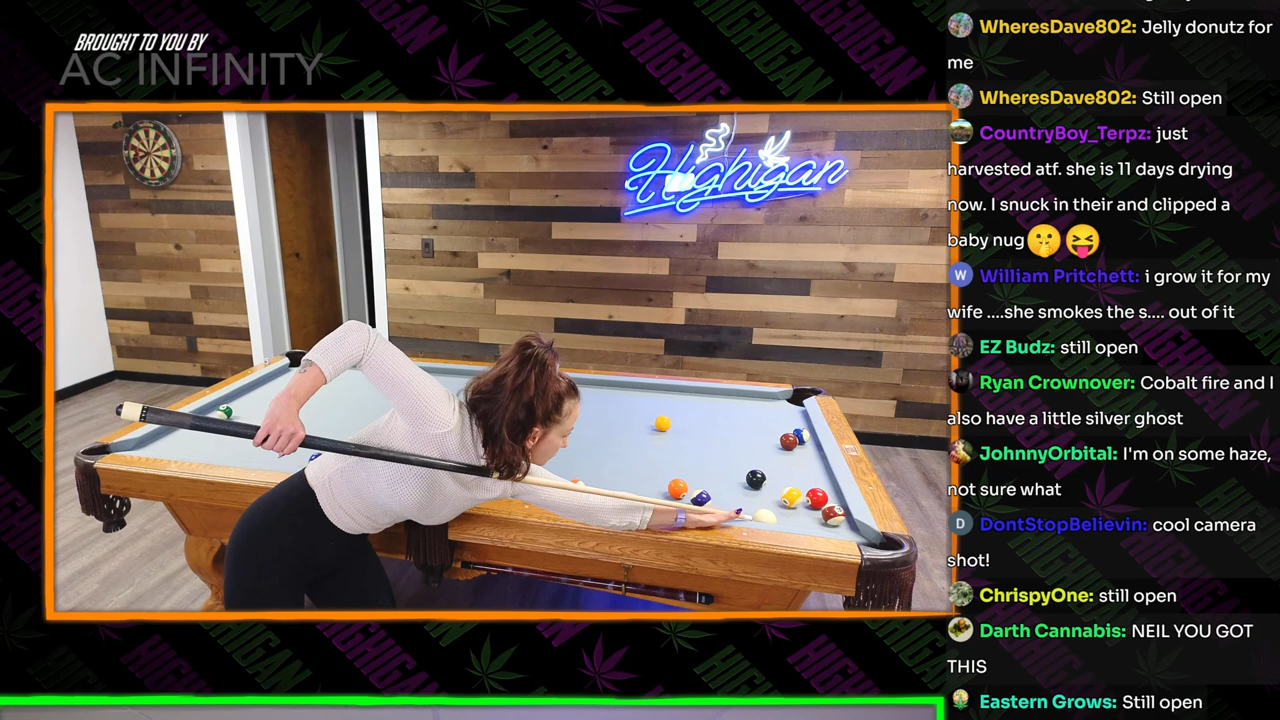 BROUGHT TO YOU BY
AC INFINITY
Highigan
WheresDave802: Jelly donutz for
me
WheresDave802: Still open
CountryBoy_Terpz: just
harvested atf. she is 11 days drying
now. I snuck in their and clipped a
baby nug🤫😝
W William Pritchett: i grow it for my
wife ....she smokes the s.... out of it
EZ Budz: still open
Ryan Crownover: Cobalt fire and I
also have a little silver ghost
JohnnyOrbital: I'm on some haze,
not sure what
D DontStopBelievin: cool camera
shot!
ChrispyOne: still open
Darth Cannabis: NEIL YOU GOT
THIS
Eastern Grows: Still open
HIGHIGAN